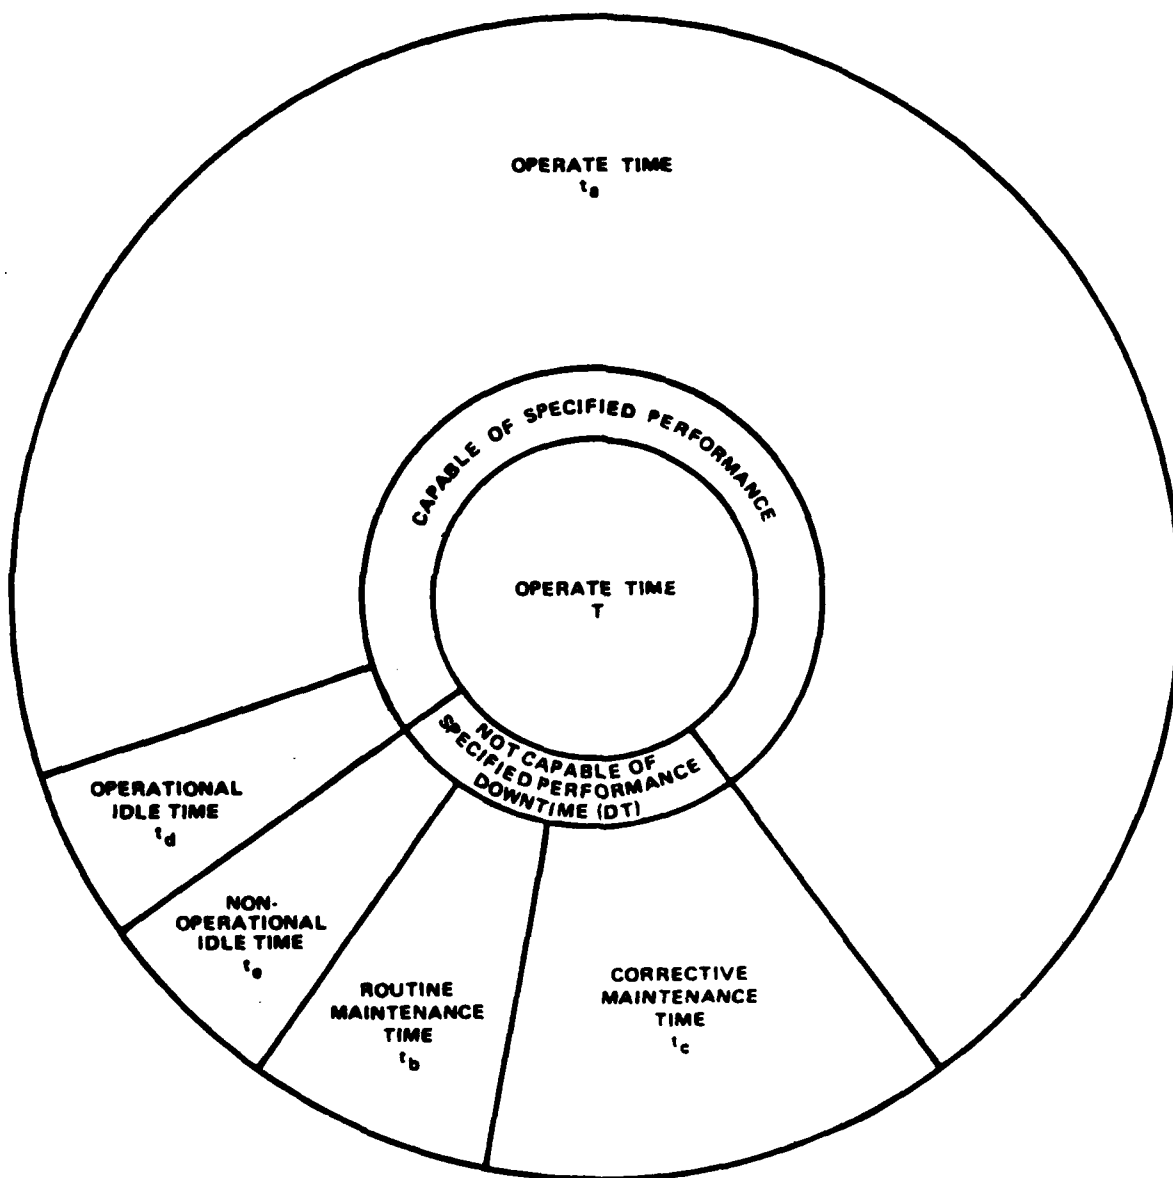 OPERATE TIME
tₐ
CAPABLE OF SPECIFIED PERFORMANCE
OPERATE TIME
T
NOT CAPABLE OF
SPECIFIED PERFORMANCE
DOWNTIME (DT)
OPERATIONAL
IDLE TIME
t_d
NON-
OPERATIONAL
IDLE TIME
t_e
ROUTINE
MAINTENANCE
TIME
t_b
CORRECTIVE
MAINTENANCE
TIME
t_c